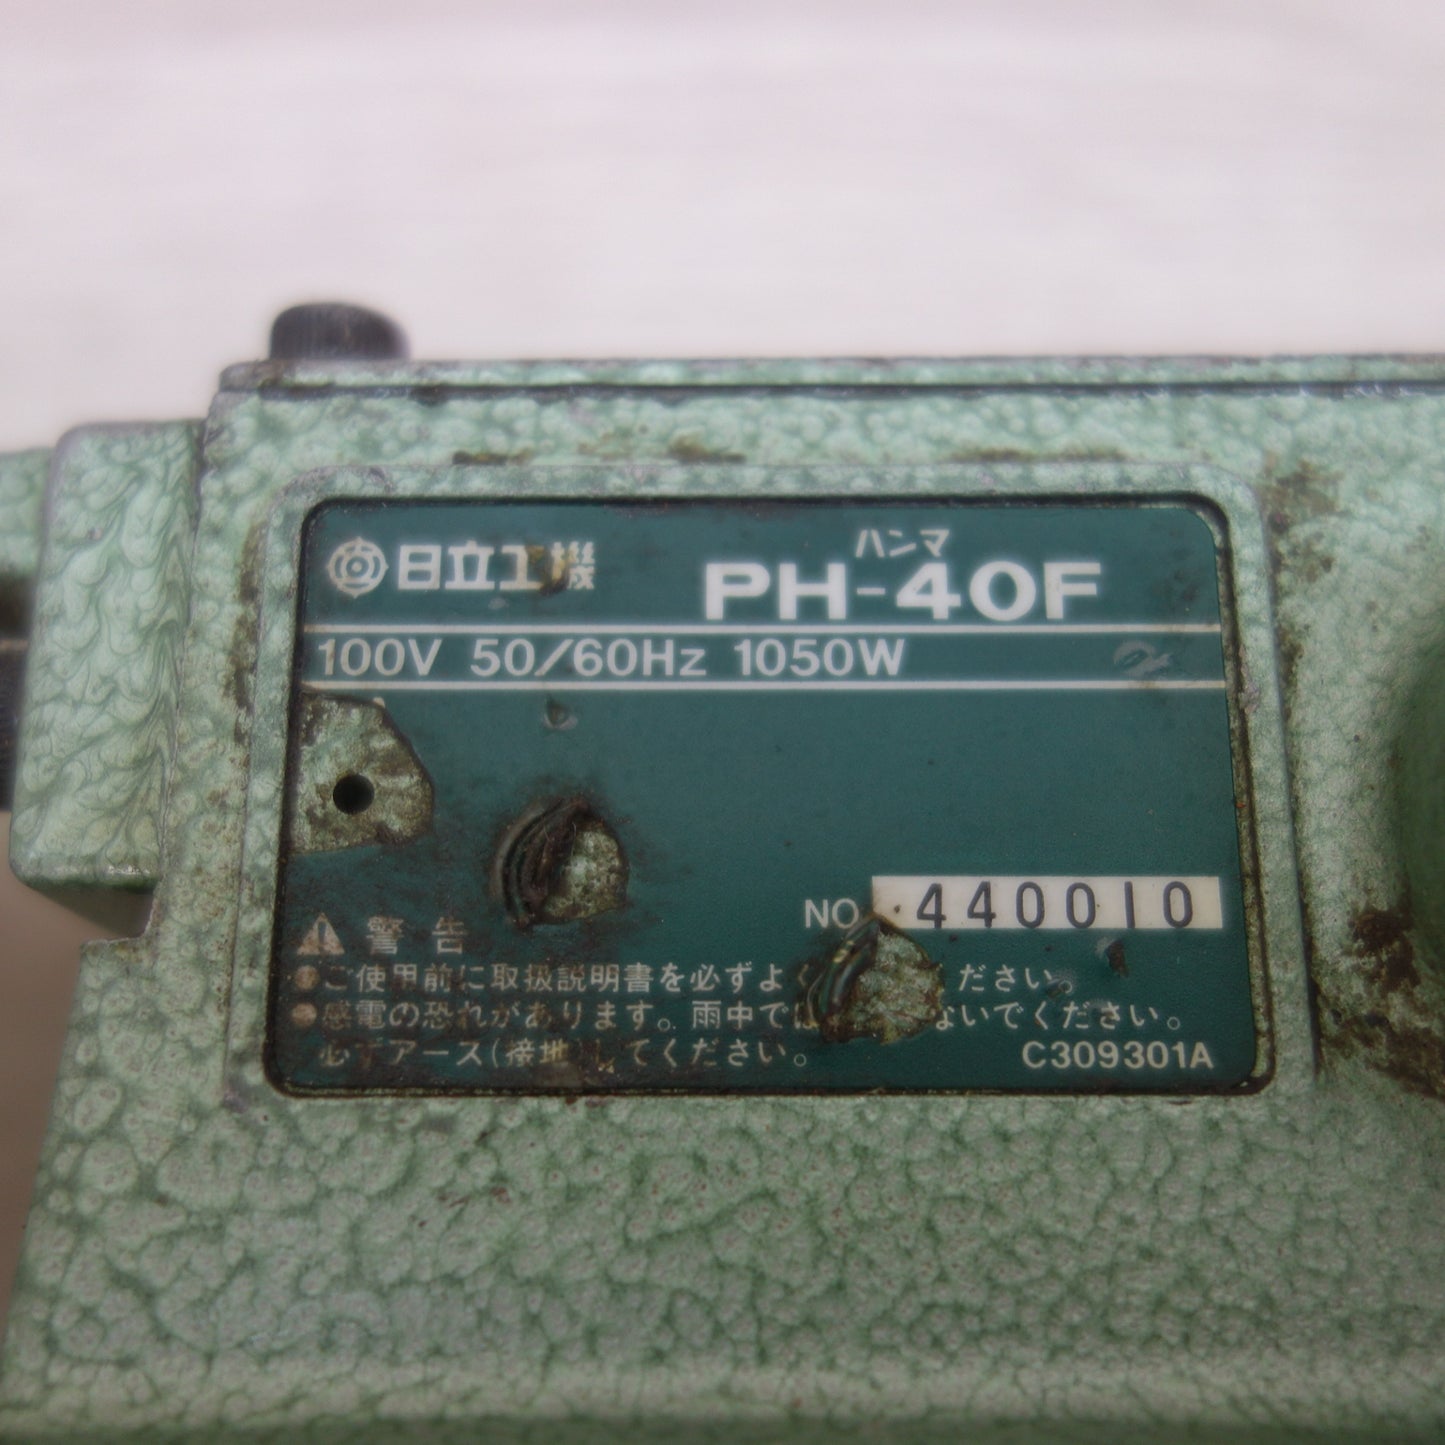 日立工機
ハンマ
PH-40F
100V 50/60Hz 1050W
NO. 440010
警告
●ご使用前に取扱説明書を必ずよく ください。
●感電の恐れがあります。雨中では ないでください。
必ずアース(接地)してください。
C309301A